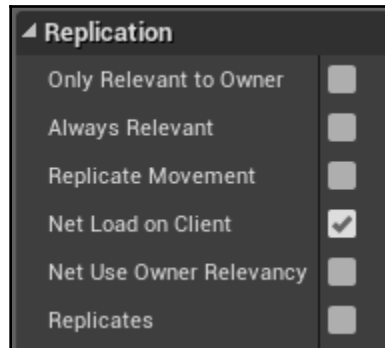 Replication
Only Relevant to Owner
Always Relevant
Replicate Movement
Net Load on Client
Net Use Owner Relevancy
Replicates